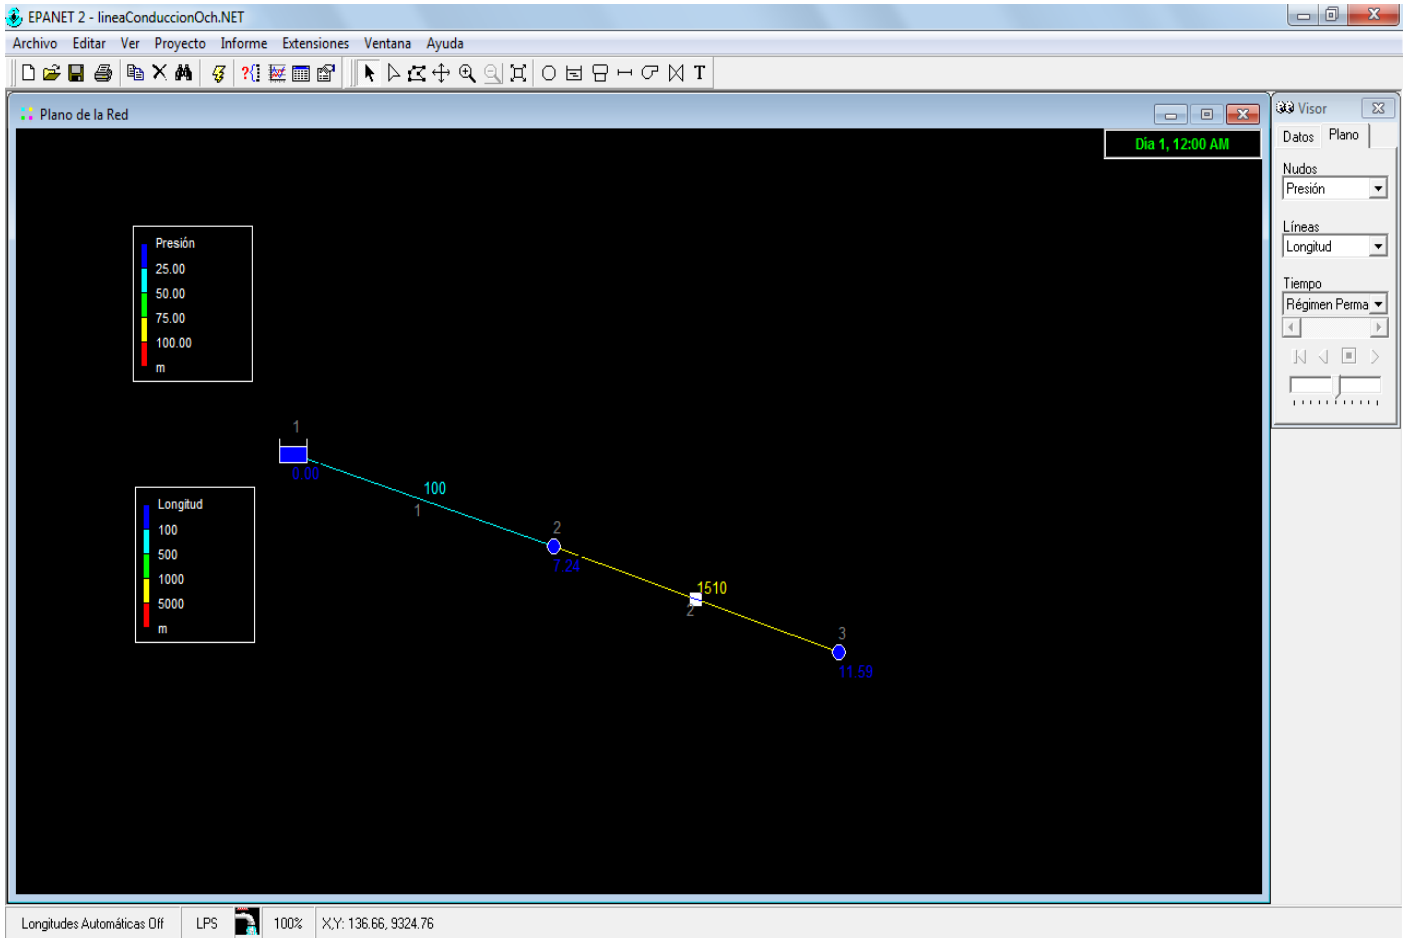 EPANET 2 - lineaConduccionOch.NET
Archivo Editar Ver Proyecto Informe Extensiones Ventana Ayuda
T
Plano de la Red
Día 1, 12:00 AM
Visor
Datos Plano
Nudos
Presión
Líneas
Longitud
Tiempo
Régimen Perma
Presión
25.00
50.00
75.00
100.00
m
1
0.00
100
1
Longitud
100
500
1000
5000
m
2
7.24
1510
2
3
11.59
Longitudes Automáticas Off LPS 100% X,Y: 136.66, 9324.76